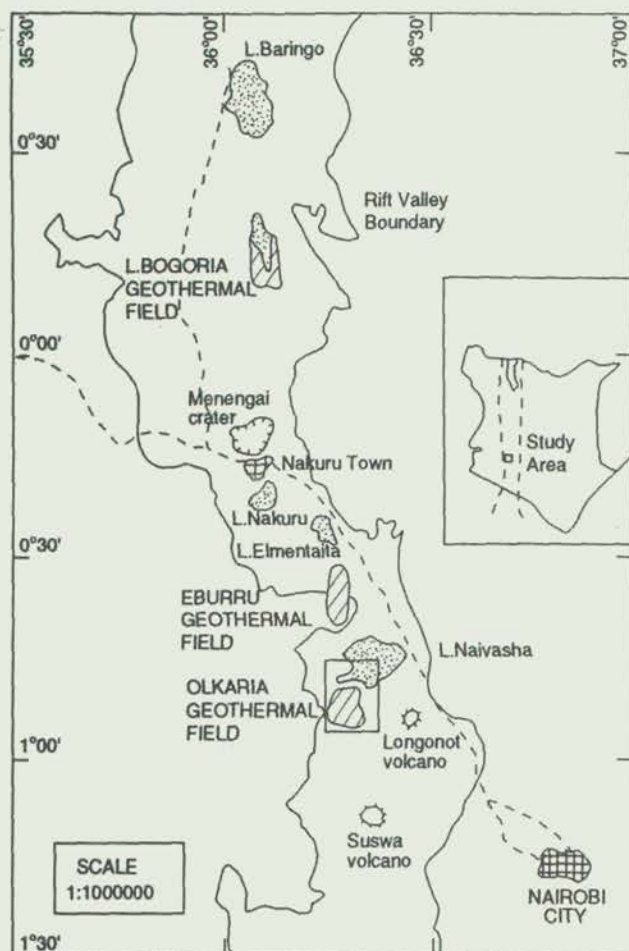 35°30'
36°00'
36°30'
37°00'
L.Baringo
0°30'
Rift Valley
Boundary
L.BOGORIA
GEOTHERMAL
FIELD
0°00'
Menengai
crater
Study
Area
Nakuru Town
L.Nakuru
L.Elmentaita
0°30'
EBURRU
GEOTHERMAL
FIELD
L.Naivasha
OLKARIA
GEOTHERMAL
FIELD
1°00'
Longonot
volcano
Suswa
volcano
SCALE
1:1000000
NAIROBI
CITY
1°30'